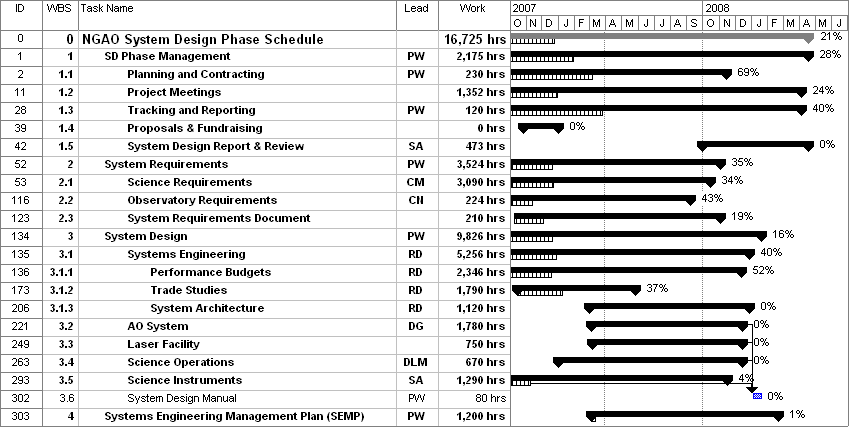 ID WBS Task Name Lead Work 2007 2008
O N D J F M A M J J A S O N D J F M A M J
0 0 NGAO System Design Phase Schedule 16,725 hrs 21%
1 1 SD Phase Management PW 2,175 hrs 28%
2 1.1 Planning and Contracting PW 230 hrs 69%
11 1.2 Project Meetings 1,352 hrs 24%
28 1.3 Tracking and Reporting PW 120 hrs 40%
39 1.4 Proposals & Fundraising 0 hrs 0%
42 1.5 System Design Report & Review SA 473 hrs 0%
52 2 System Requirements PW 3,524 hrs 35%
53 2.1 Science Requirements CM 3,090 hrs 34%
116 2.2 Observatory Requirements CN 224 hrs 43%
123 2.3 System Requirements Document 210 hrs 19%
134 3 System Design PW 9,826 hrs 16%
135 3.1 Systems Engineering RD 5,256 hrs 40%
136 3.1.1 Performance Budgets RD 2,346 hrs 52%
173 3.1.2 Trade Studies RD 1,790 hrs 37%
206 3.1.3 System Architecture RD 1,120 hrs 0%
221 3.2 AO System DG 1,780 hrs 0%
249 3.3 Laser Facility 750 hrs 0%
263 3.4 Science Operations DLM 670 hrs 0%
293 3.5 Science Instruments SA 1,290 hrs 4%
302 3.6 System Design Manual PW 80 hrs 0%
303 4 Systems Engineering Management Plan (SEMP) PW 1,200 hrs 1%